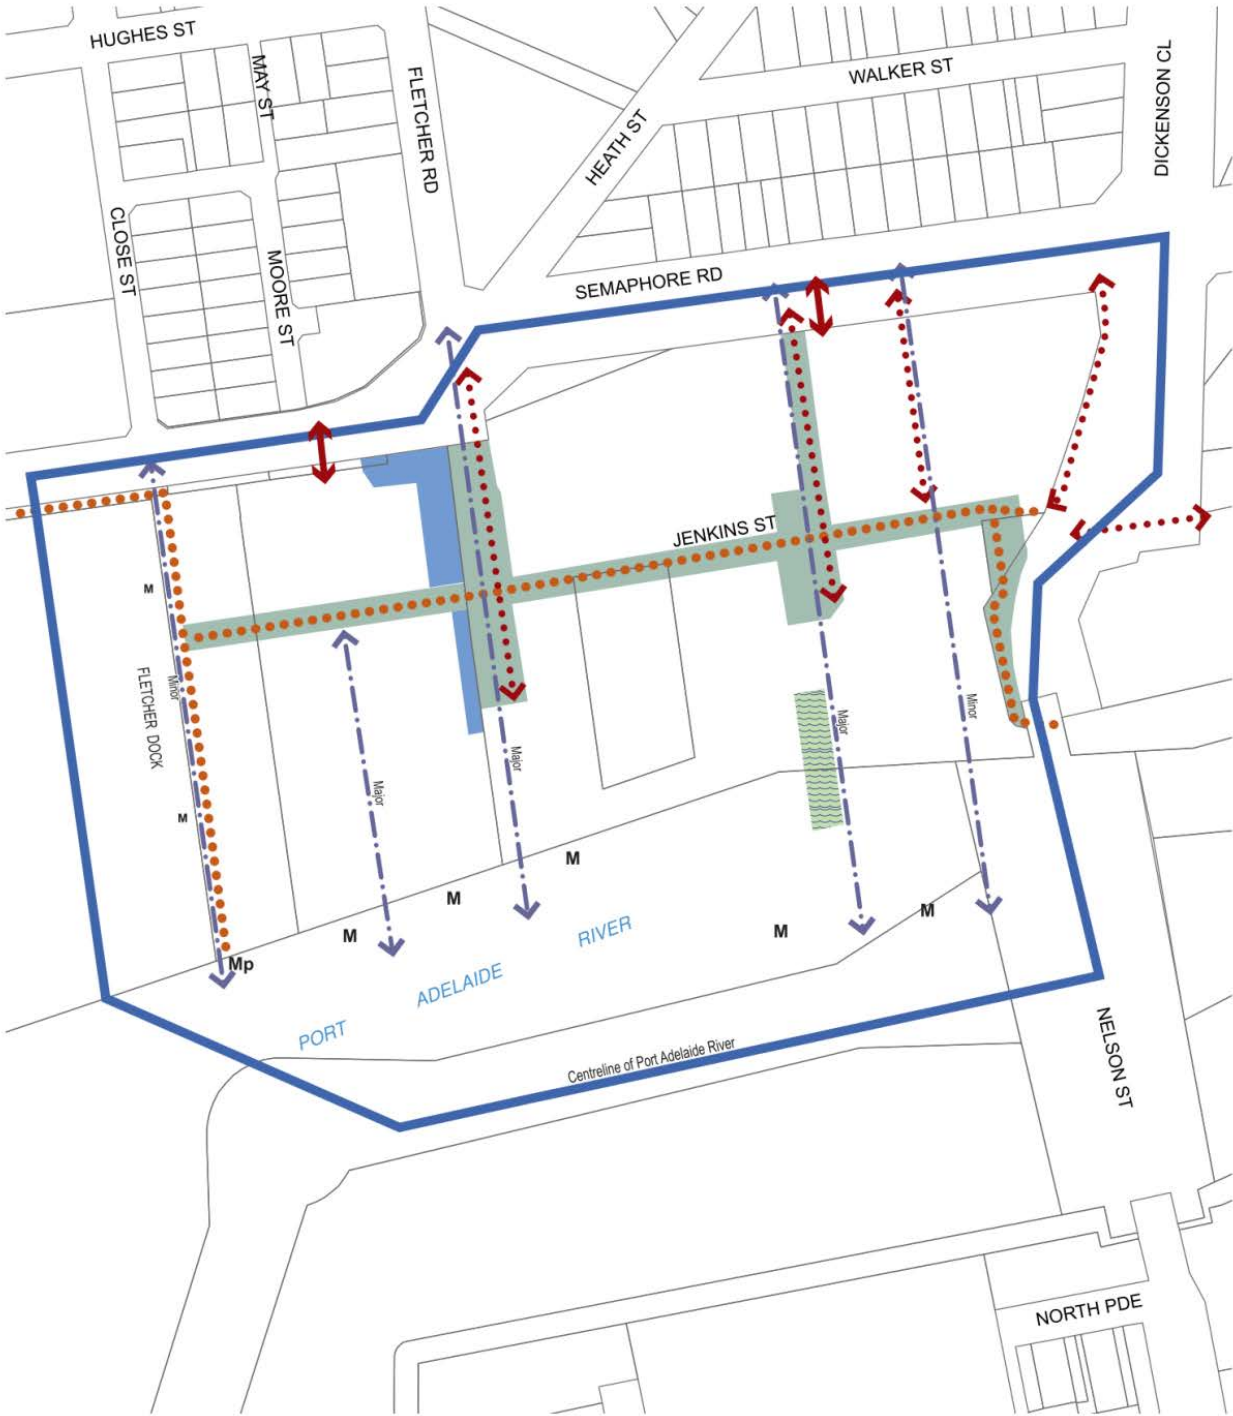 HUGHES ST
MAY ST
FLETCHER RD
WALKER ST
DICKENSON CL
HEATH ST
CLOSE ST
MOORE ST
SEMAPHORE RD
JENKINS ST
M
FLETCHER DOCK
Minor
Major
Minor
Major
Major
M
M
M
M
M
M
Mp
RIVER
ADELAIDE
PORT
Centreline of Port Adelaide River
NELSON ST
NORTH PDE